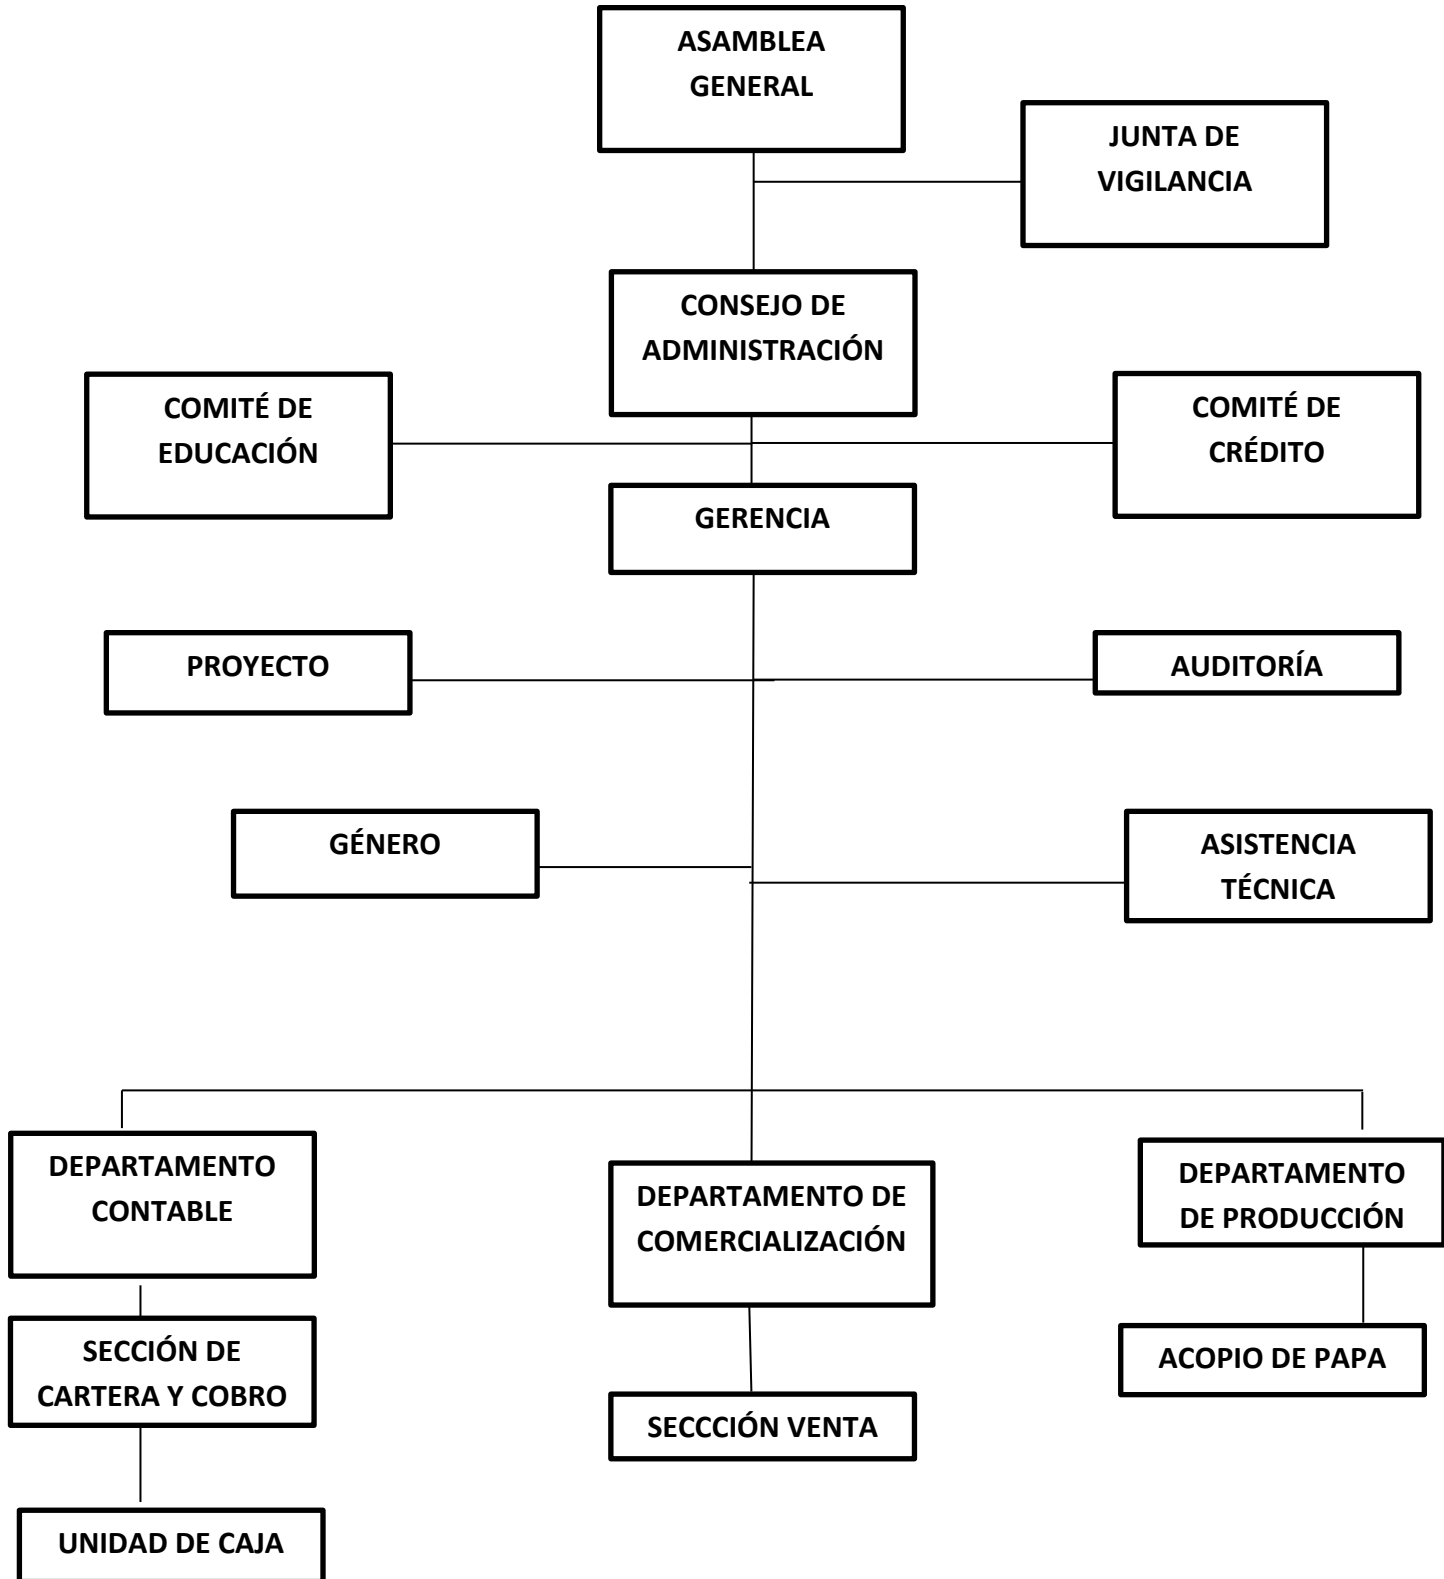 ASAMBLEA
GENERAL
JUNTA DE
VIGILANCIA
CONSEJO DE
ADMINISTRACIÓN
COMITÉ DE
EDUCACIÓN
COMITÉ DE
CRÉDITO
GERENCIA
PROYECTO
AUDITORÍA
GÉNERO
ASISTENCIA
TÉCNICA
DEPARTAMENTO
CONTABLE
DEPARTAMENTO DE
COMERCIALIZACIÓN
DEPARTAMENTO
DE PRODUCCIÓN
SECCIÓN DE
CARTERA Y COBRO
SECCCIÓN VENTA
ACOPIO DE PAPA
UNIDAD DE CAJA